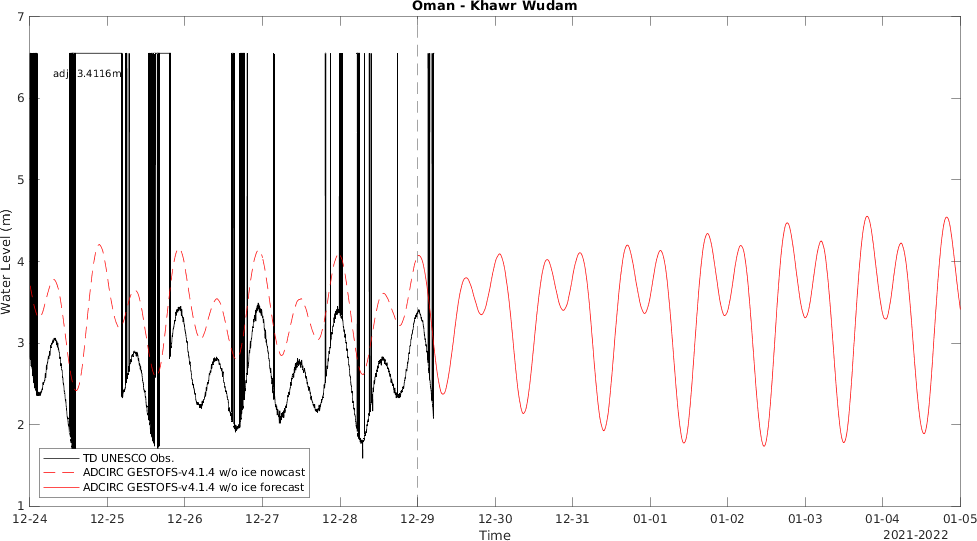 Oman - Khawr Wudam
7
6
5
4
3
2
1
Water Level (m)
3.4116m
TD UNESCO Obs.
ADCIRC GESTOFS-v4.1.4 w/o ice nowcast
ADCIRC GESTOFS-v4.1.4 w/o ice forecast
12-24 12-25 12-26 12-27 12-28 12-29 12-30 12-31 01-01 01-02 01-03 01-04 01-05
Time
2021-2022